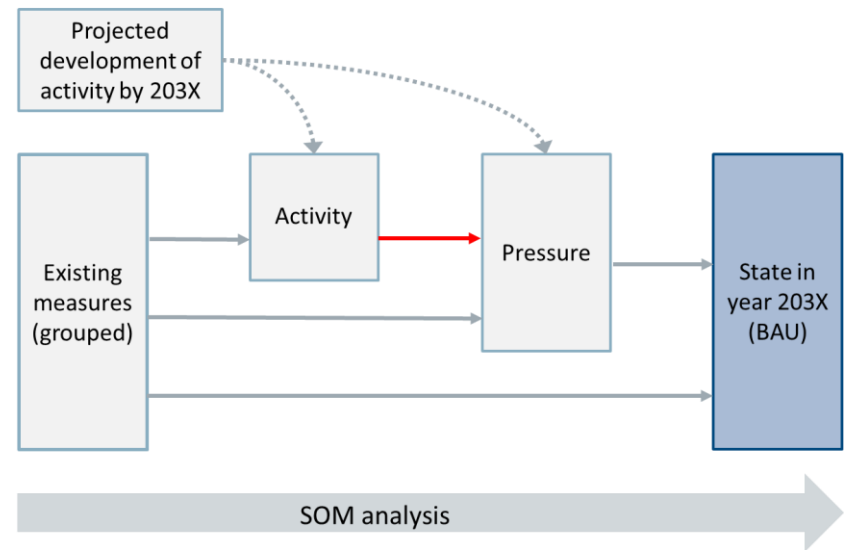 Projected
development of
activity by 203X
Existing
measures
(grouped)
Activity
Pressure
State in
year 203X
(BAU)
SOM analysis